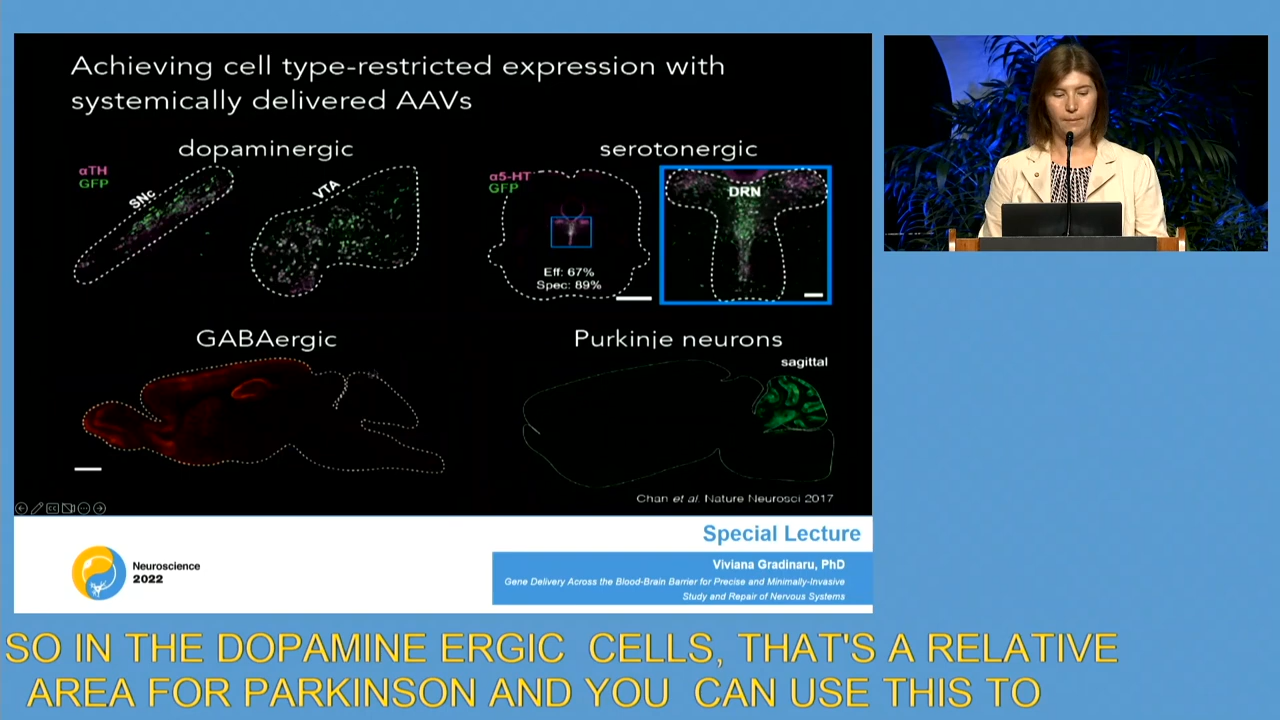 Achieving cell type-restricted expression with
systemically delivered AAVs
dopaminergic
αTH
GFP
SNc
VTA
serotonergic
α5-HT
GFP
Eff: 67%
Spec: 89%
DRN
GABAergic
Purkinje neurons
sagittal
Chan et al. Nature Neurosci 2017
Special Lecture
Neuroscience
2022
Viviana Gradinaru, PhD
Gene Delivery Across the Blood-Brain Barrier for Precise and Minimally-Invasive
Study and Repair of Nervous Systems
SO IN THE DOPAMINE ERGIC CELLS, THAT'S A RELATIVE
AREA FOR PARKINSON AND YOU CAN USE THIS TO